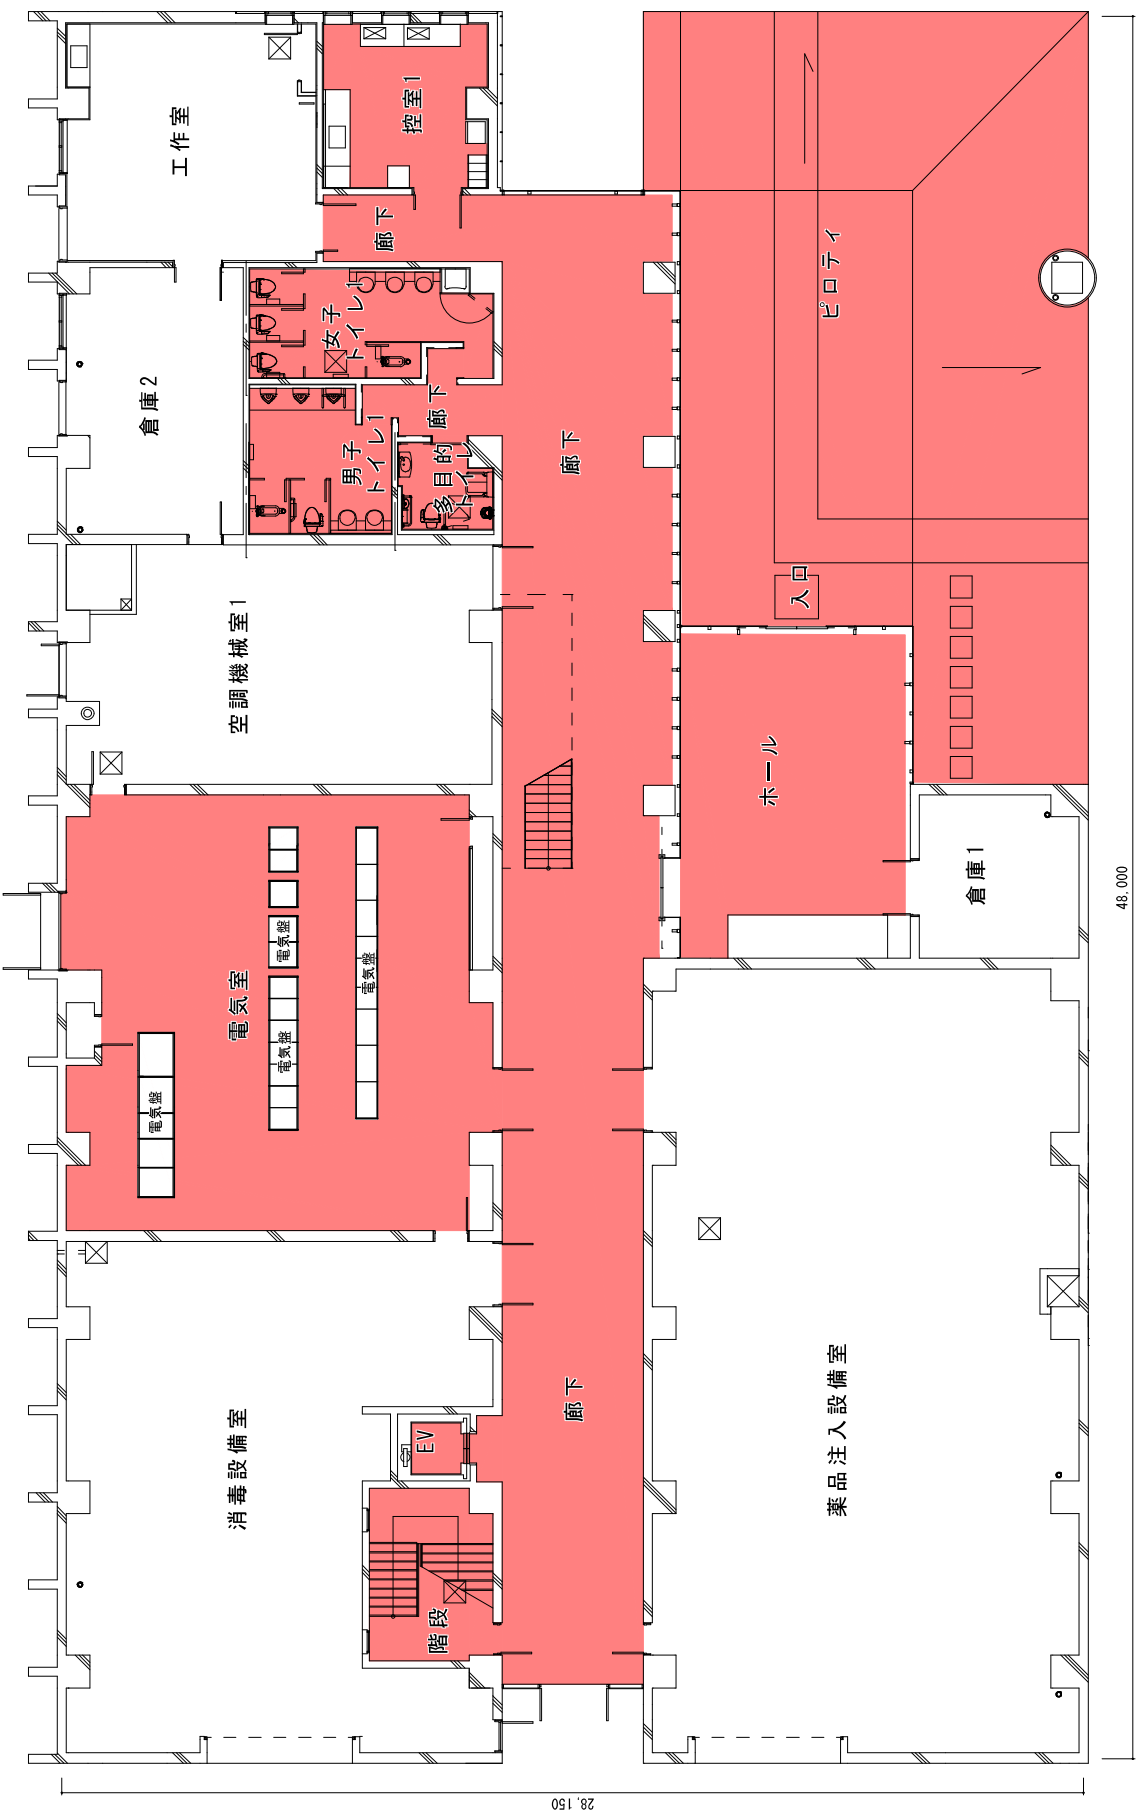 工作室
控室1
廊下
倉庫2
女子
トイレ1
廊下
男子
トイレ1
多目的
トイレ
廊下
ピロティ
入口
空調機械室1
ホール
倉庫1
電気室
電気盤
電気盤
電気盤
電気盤
消毒設備室
EV
階段
廊下
薬品注入設備室
48,000
28,150